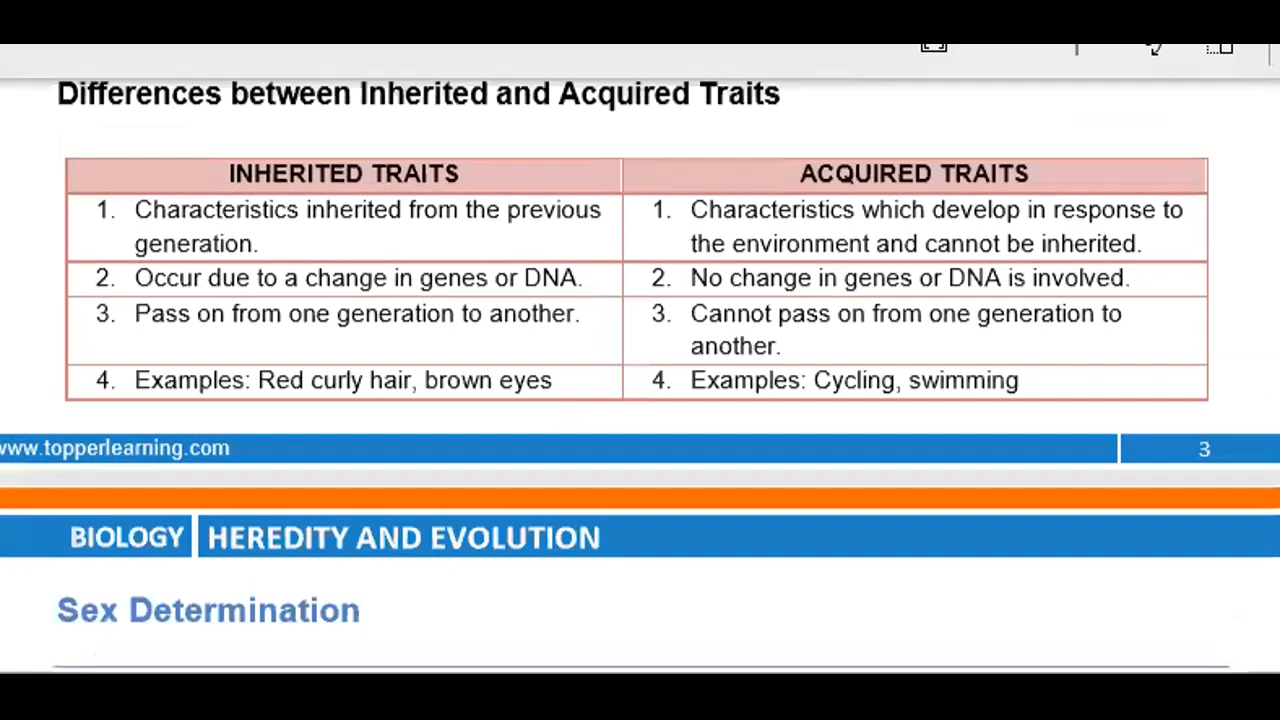 Differences between Inherited and Acquired Traits
INHERITED TRAITS
ACQUIRED TRAITS
1. Characteristics inherited from the previous
generation.
1. Characteristics which develop in response to
the environment and cannot be inherited.
2. Occur due to a change in genes or DNA.
2. No change in genes or DNA is involved.
3. Pass on from one generation to another.
3. Cannot pass on from one generation to
another.
4. Examples: Red curly hair, brown eyes
4. Examples: Cycling, swimming
www.topperlearning.com
3
BIOLOGY
HEREDITY AND EVOLUTION
Sex Determination